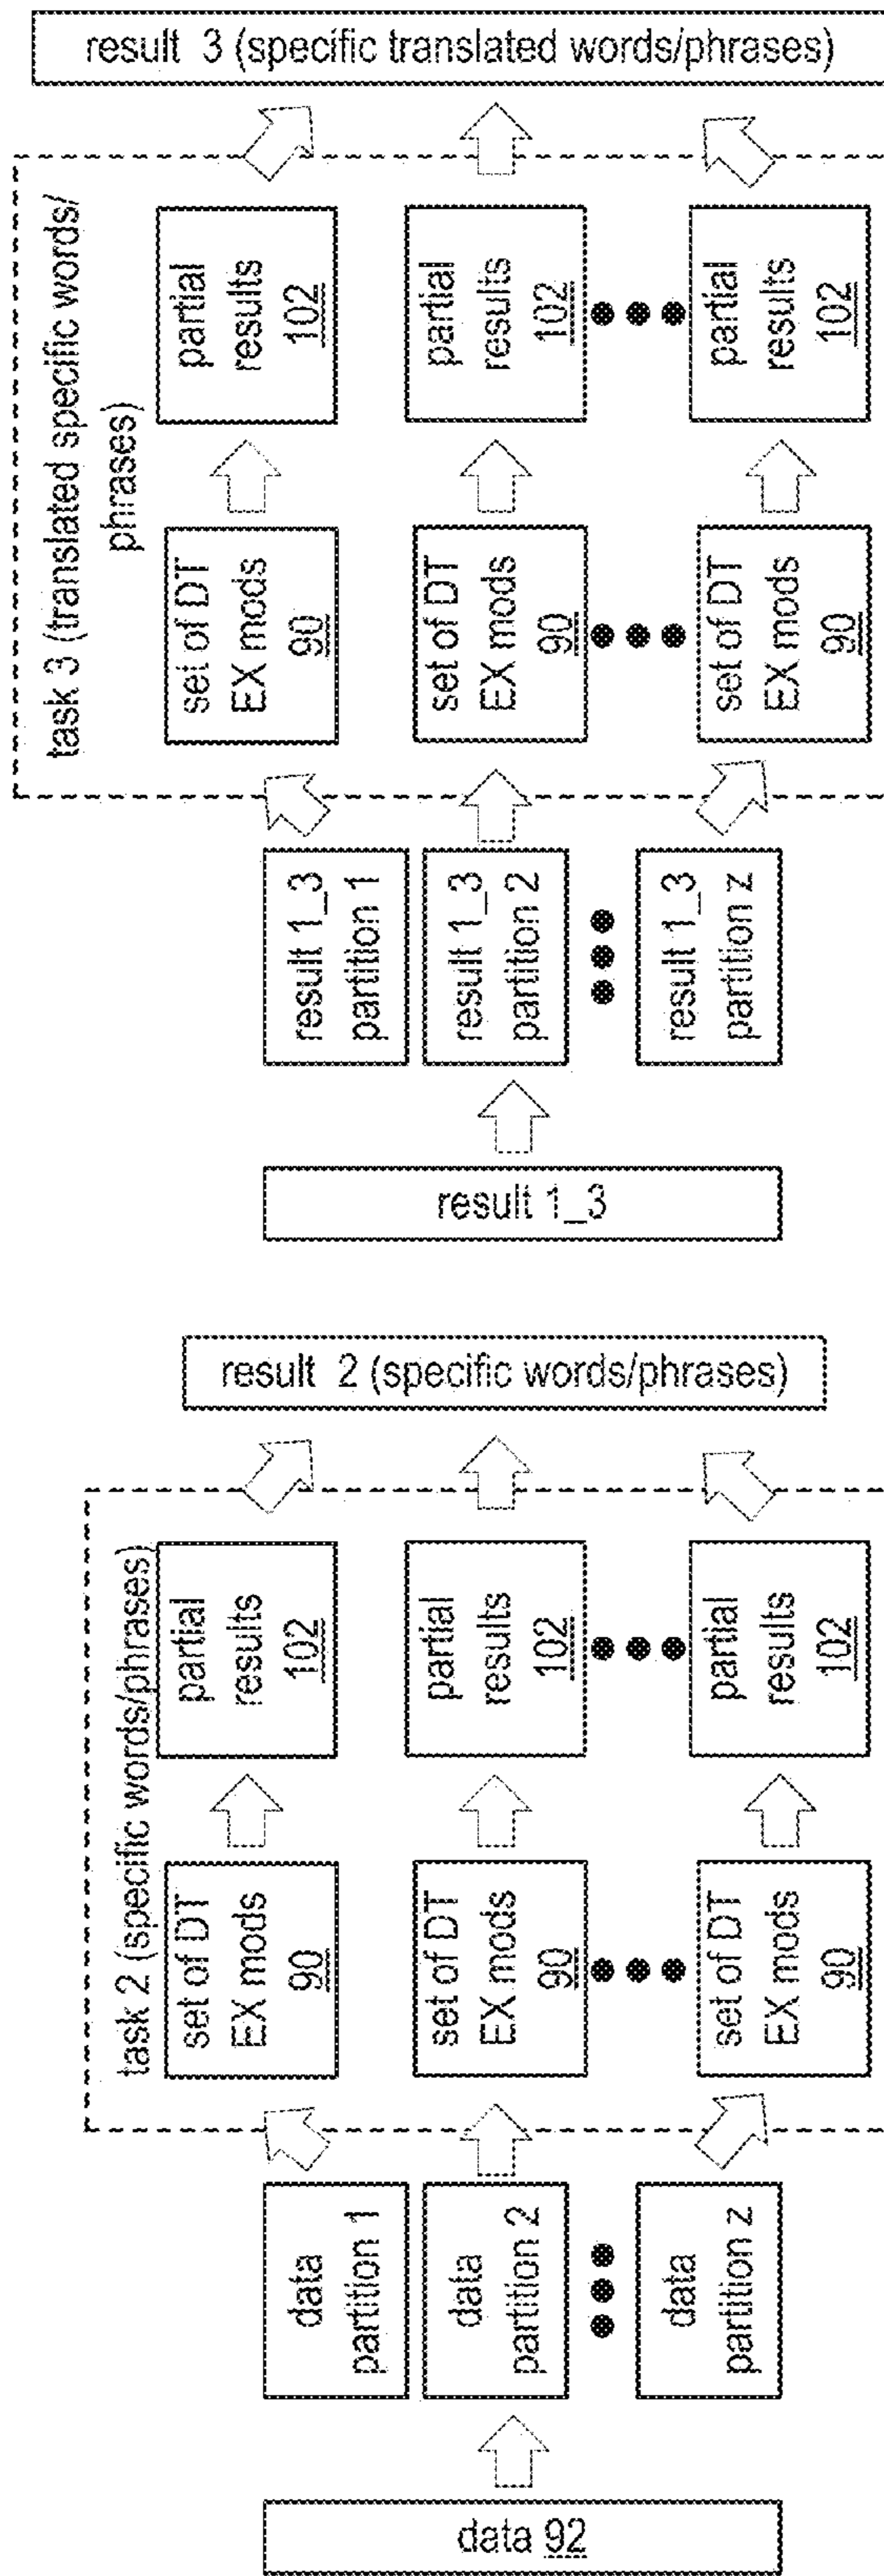 data 92
data
partition 1
data
partition 2
data
partition z
task 2 (specific words/phrases)
set of DT
EX mods
90
set of DT
EX mods
90
set of DT
EX mods
90
partial
results
102
partial
results
102
partial
results
102
result 2 (specific words/phrases)
result 1_3
result 1_3
partition 1
result 1_3
partition 2
result 1_3
partition z
task 3 (translated specific words/
phrases)
set of DT
EX mods
90
set of DT
EX mods
90
set of DT
EX mods
90
partial
results
102
partial
results
102
partial
results
102
result 3 (specific translated words/phrases)